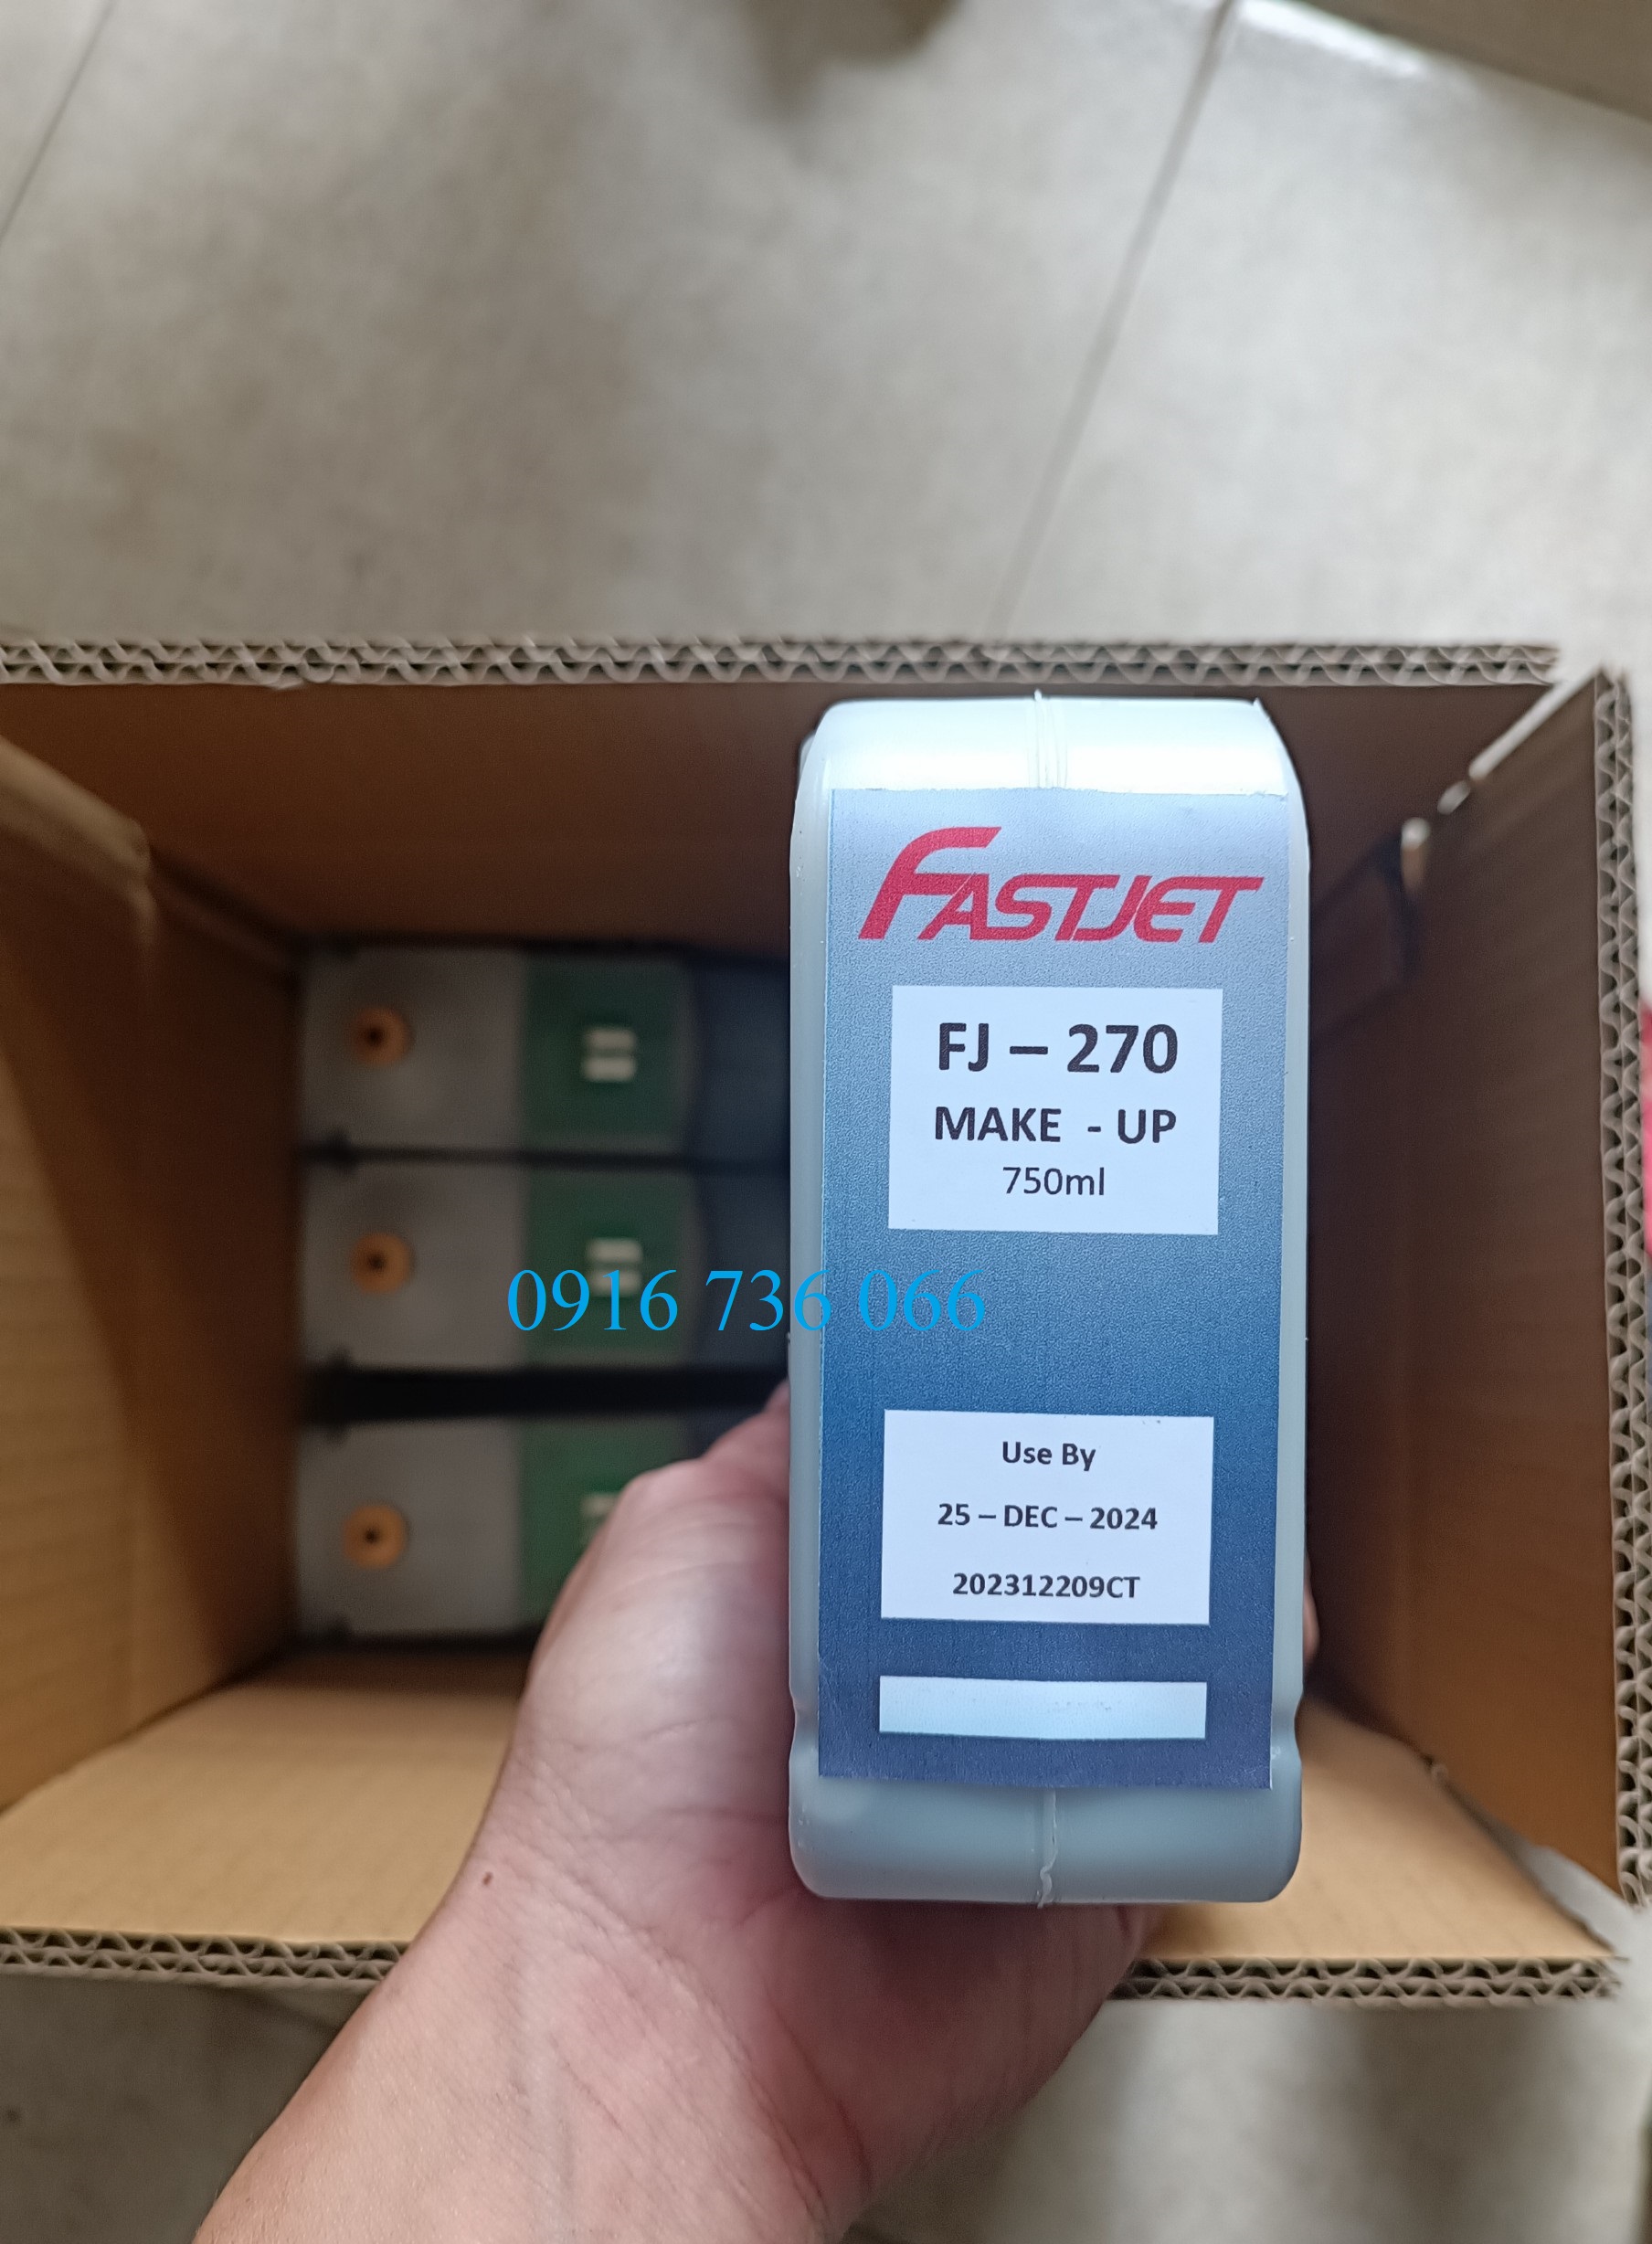 FASTJET
FJ – 270
MAKE - UP
750ml
0916 736 066
Use By
25 – DEC – 2024
202312209CT